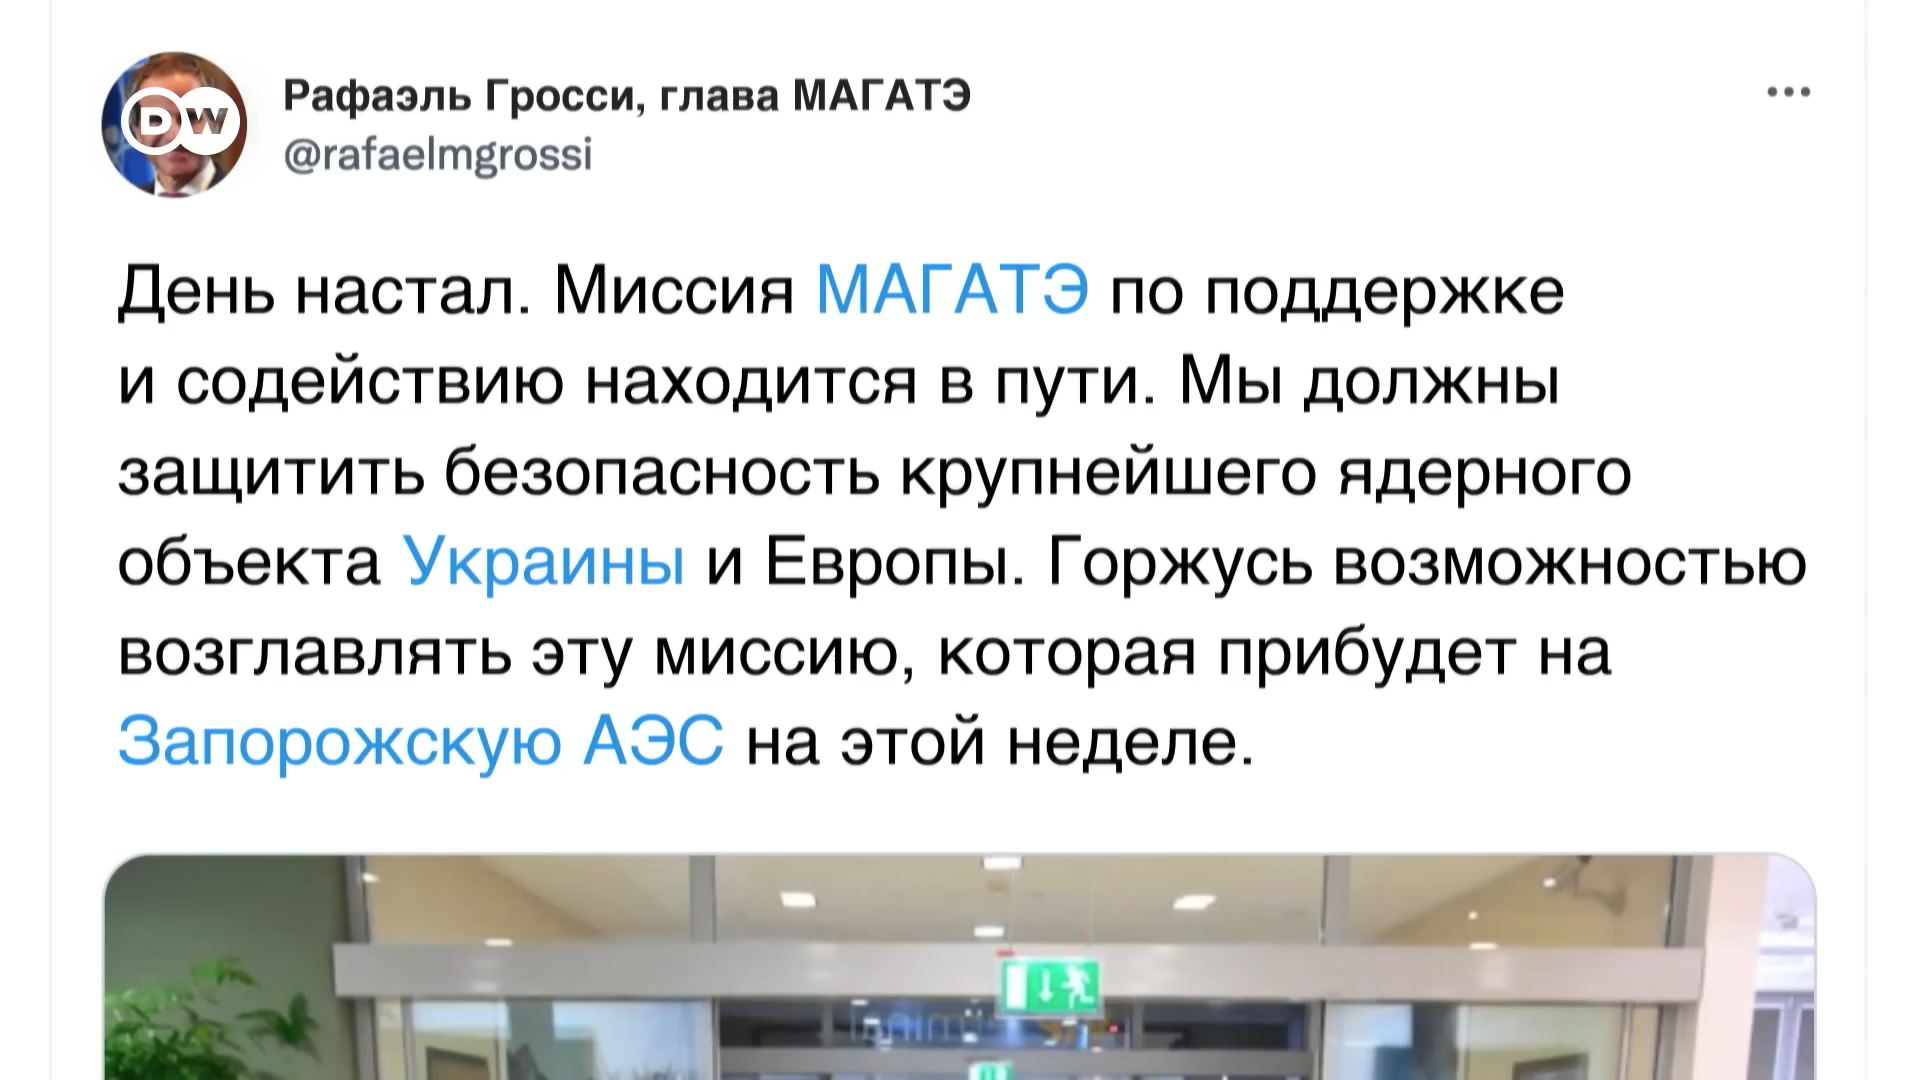 DW
Рафаэль Гросси, глава МАГАТЭ
@rafaelmgrossi
День настал. Миссия МАГАТЭ по поддержке
и содействию находится в пути. Мы должны
защитить безопасность крупнейшего ядерного
объекта Украины и Европы. Горжусь возможностью
возглавлять эту миссию, которая прибудет на
Запорожскую АЭС на этой неделе.